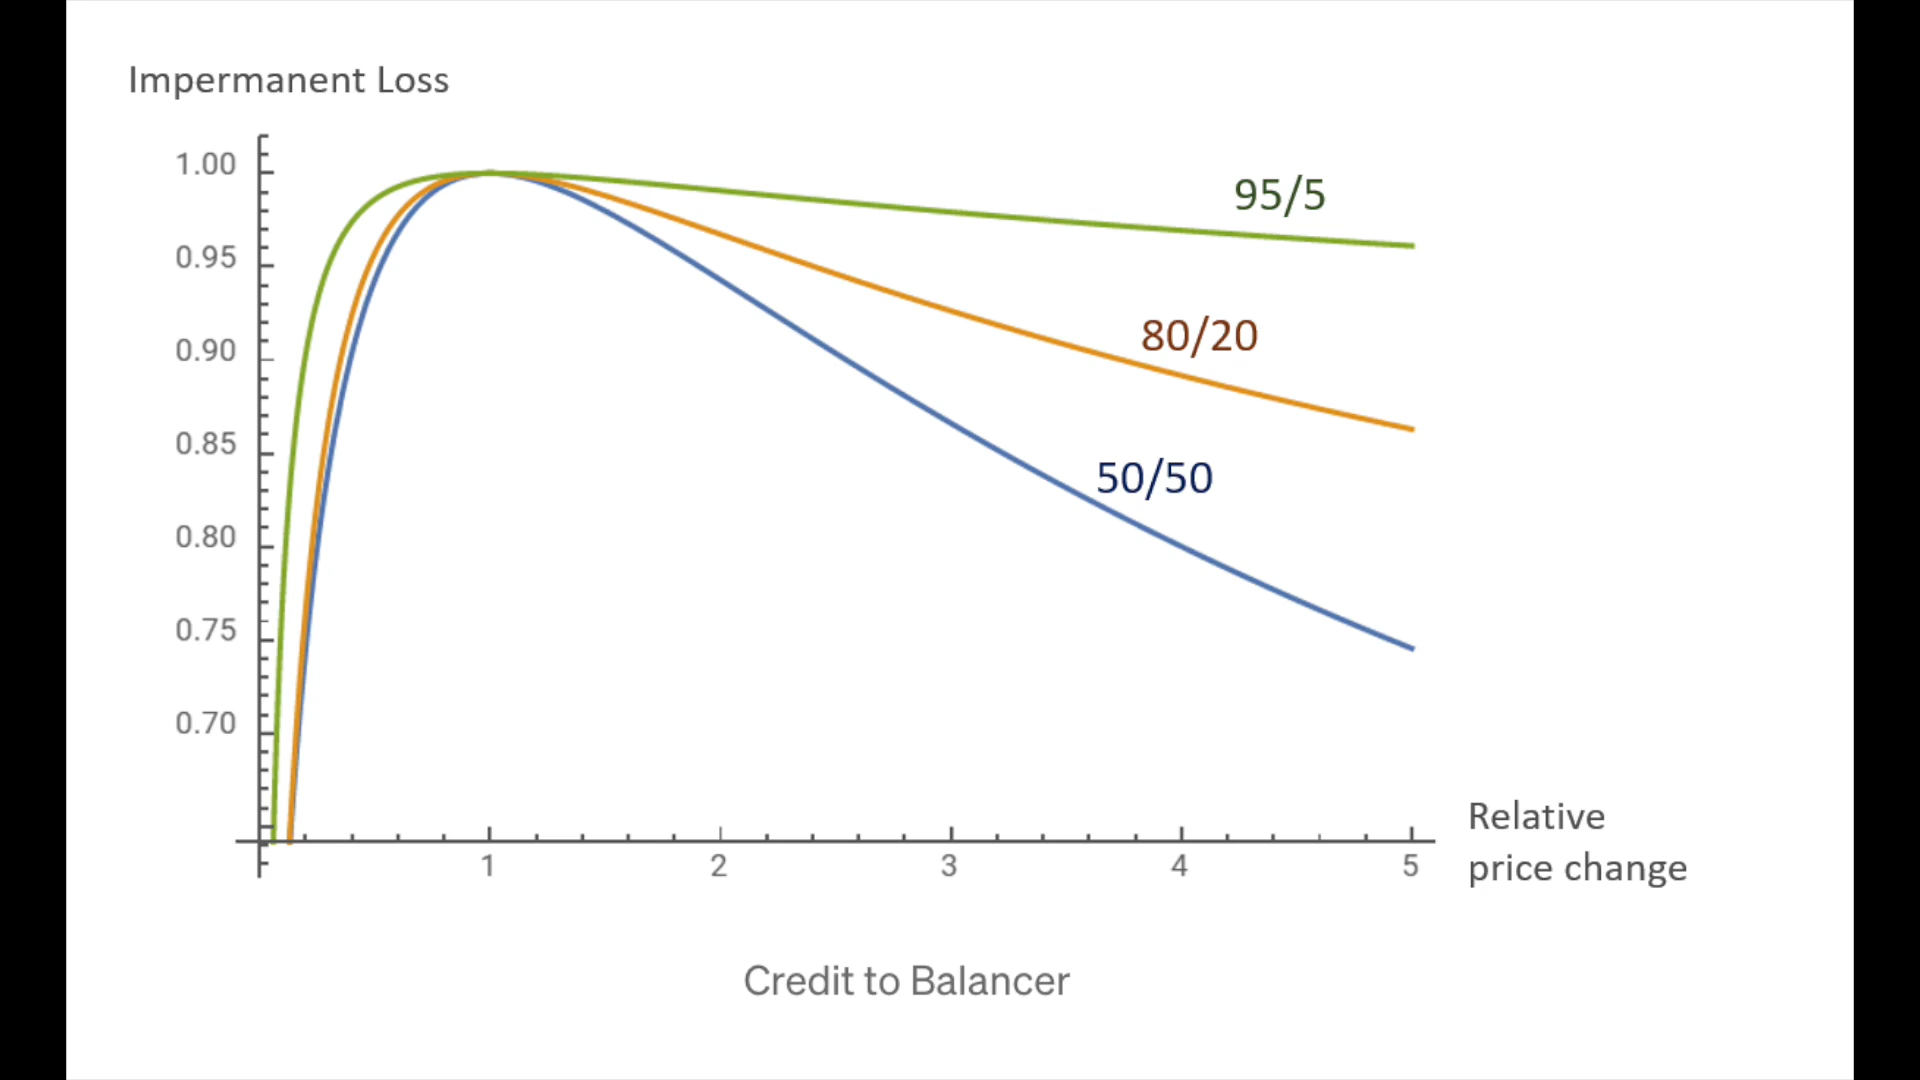 Impermanent Loss
1.00
0.95
0.90
0.85
0.80
0.75
0.70
95/5
80/20
50/50
1 2 3 4 5
Relative
price change
Credit to Balancer